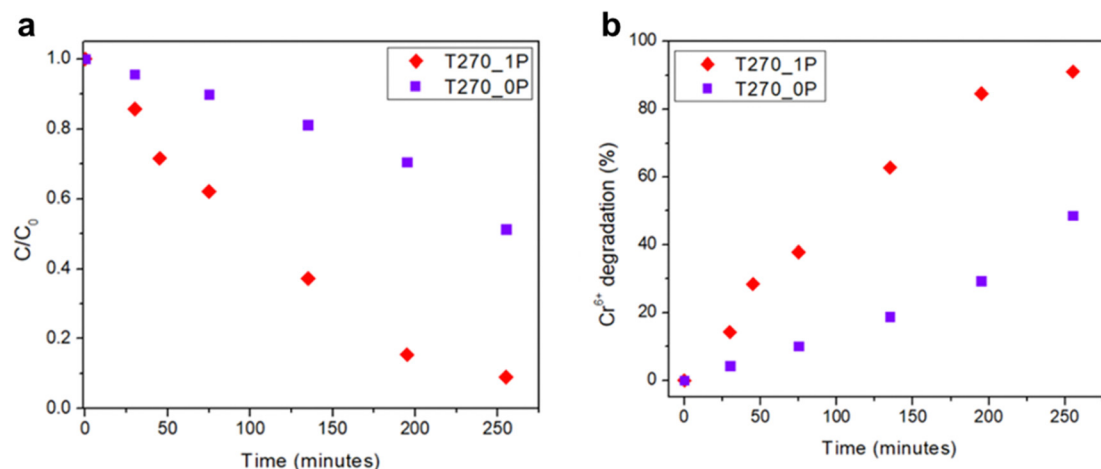 a
1.0
0.8
0.6
0.4
0.2
0.0
C/C₀
T270_1P
T270_0P
0 50 100 150 200 250
Time (minutes)
b
100
80
60
40
20
0
Cr⁶⁺ degradation (%)
T270_1P
T270_0P
0 50 100 150 200 250
Time (minutes)